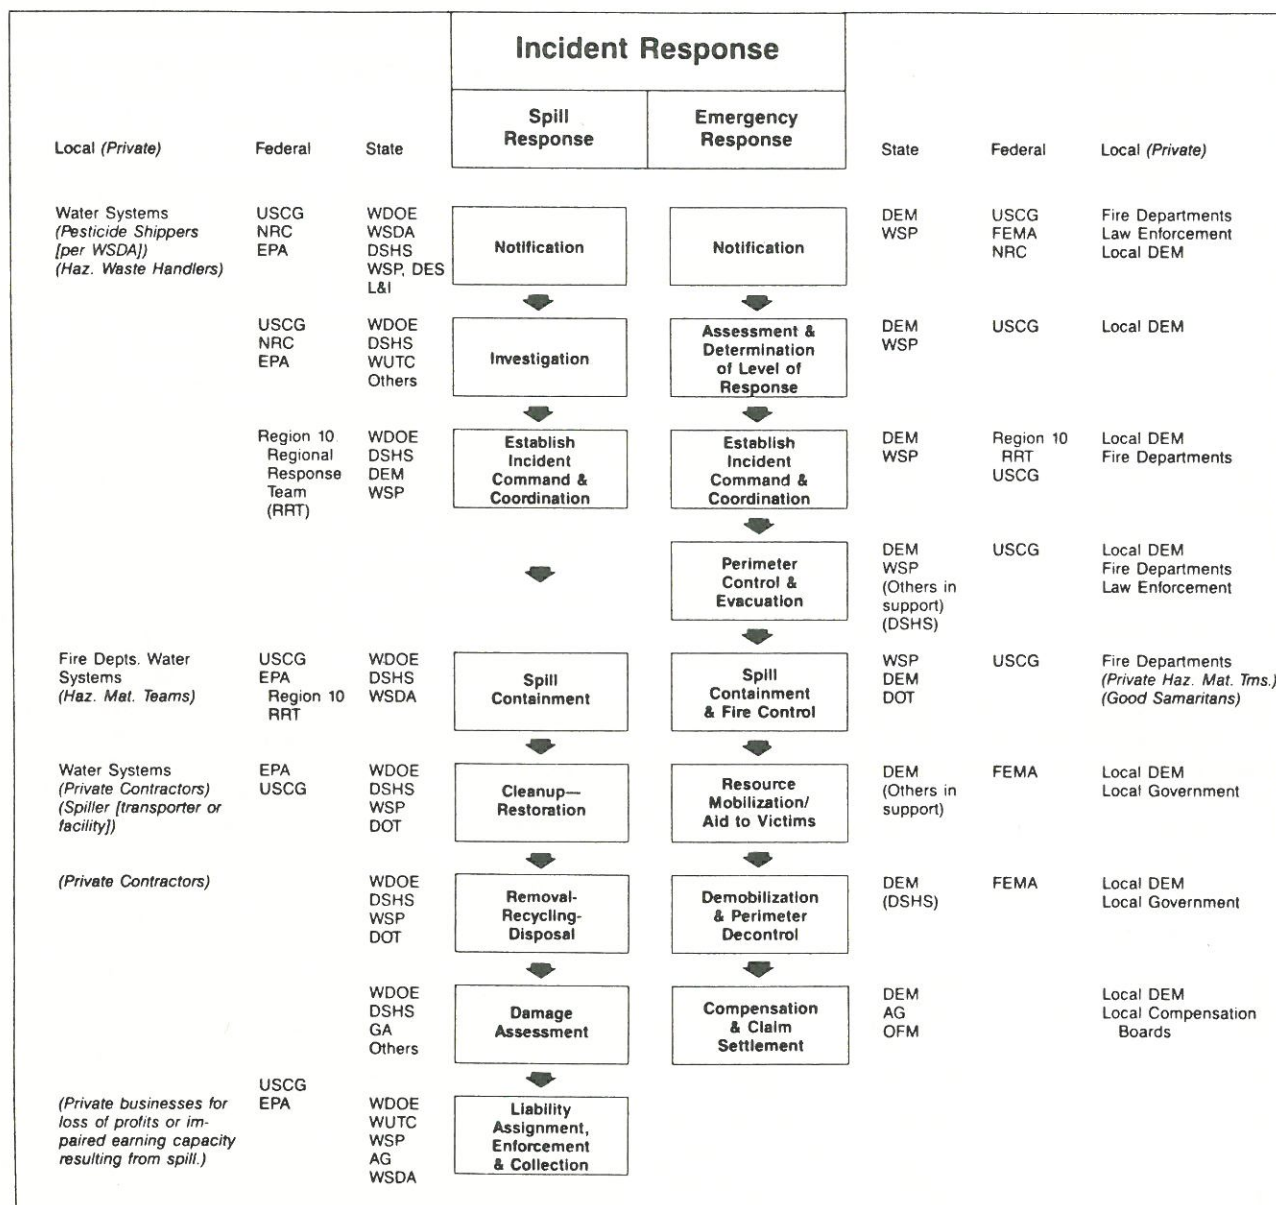 Incident Response
Spill
Response
Emergency
Response
Local (Private)
Federal
State
State
Federal
Local (Private)
Water Systems
(Pesticide Shippers
[per WSDA])
(Haz. Waste Handlers)
USCG
NRC
EPA
WDOE
WSDA
DSHS
WSP, DES
L&I
Notification
Notification
DEM
WSP
USCG
FEMA
NRC
Fire Departments
Law Enforcement
Local DEM
USCG
NRC
EPA
WDOE
DSHS
WUTC
Others
Investigation
Assessment &
Determination
of Level of
Response
DEM
WSP
USCG
Local DEM
Region 10
Regional
Response
Team
(RRT)
WDOE
DSHS
DEM
WSP
Establish
Incident
Command &
Coordination
Establish
Incident
Command &
Coordination
DEM
WSP
Region 10
RRT
USCG
Local DEM
Fire Departments
Perimeter
Control &
Evacuation
DEM
WSP
(Others in
support)
(DSHS)
USCG
Local DEM
Fire Departments
Law Enforcement
Fire Depts. Water
Systems
(Haz. Mat. Teams)
USCG
EPA
Region 10
RRT
WDOE
DSHS
WSDA
Spill
Containment
Spill
Containment
& Fire Control
WSP
DEM
DOT
USCG
Fire Departments
(Private Haz. Mat. Tms.)
(Good Samaritans)
Water Systems
(Private Contractors)
(Spiller [transporter or
facility])
EPA
USCG
WDOE
DSHS
WSP
DOT
Cleanup—
Restoration
Resource
Mobilization/
Aid to Victims
DEM
(Others in
support)
FEMA
Local DEM
Local Government
(Private Contractors)
WDOE
DSHS
WSP
DOT
Removal-
Recycling-
Disposal
Demobilization
& Perimeter
Decontrol
DEM
(DSHS)
FEMA
Local DEM
Local Government
WDOE
DSHS
GA
Others
Damage
Assessment
Compensation
& Claim
Settlement
DEM
AG
OFM
Local DEM
Local Compensation
Boards
(Private businesses for
loss of profits or im-
paired earning capacity
resulting from spill.)
USCG
EPA
WDOE
WUTC
WSP
AG
WSDA
Liability
Assignment,
Enforcement
& Collection